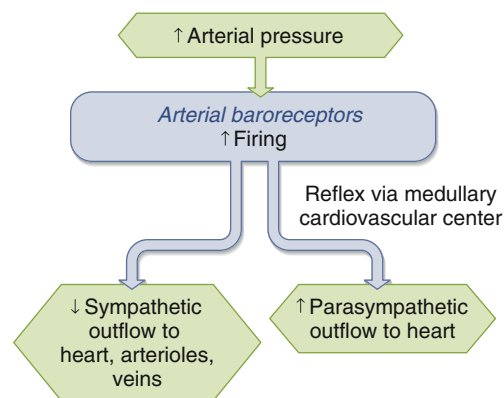 ↑ Arterial pressure
Arterial baroreceptors
↑ Firing
Reflex via medullary
cardiovascular center
↓ Sympathetic
outflow to
heart, arterioles,
veins
↑ Parasympathetic
outflow to heart